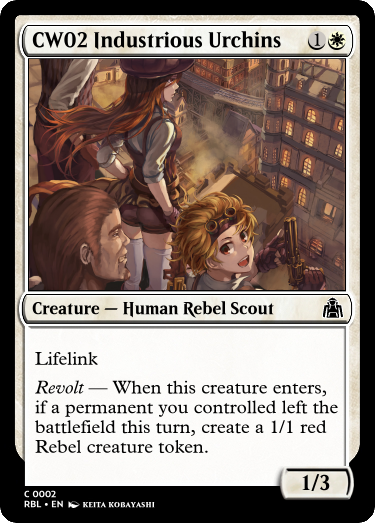 CW02 Industrious Urchins 1
Creature — Human Rebel Scout
Lifelink
Revolt — When this creature enters,
if a permanent you controlled left the
battlefield this turn, create a 1/1 red
Rebel creature token.
1/3
C 0002
RBL • EN KEITA KOBAYASHI